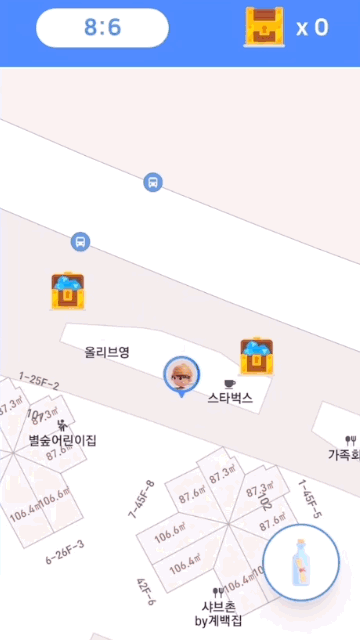 8:6
x 0
올리브영
스타벅스
1-25F-2
87.3㎡
101
87.3㎡
별숲어린이집
87.6㎡
가족회
106.4㎡
106.6㎡
6-26F-3
7-45F-8
87.6㎡
87.3㎡
87.3㎡
102
1-45F-5
106.6㎡
87.6㎡
106.4㎡
42F-6
106.4㎡
샤브촌
by계백집